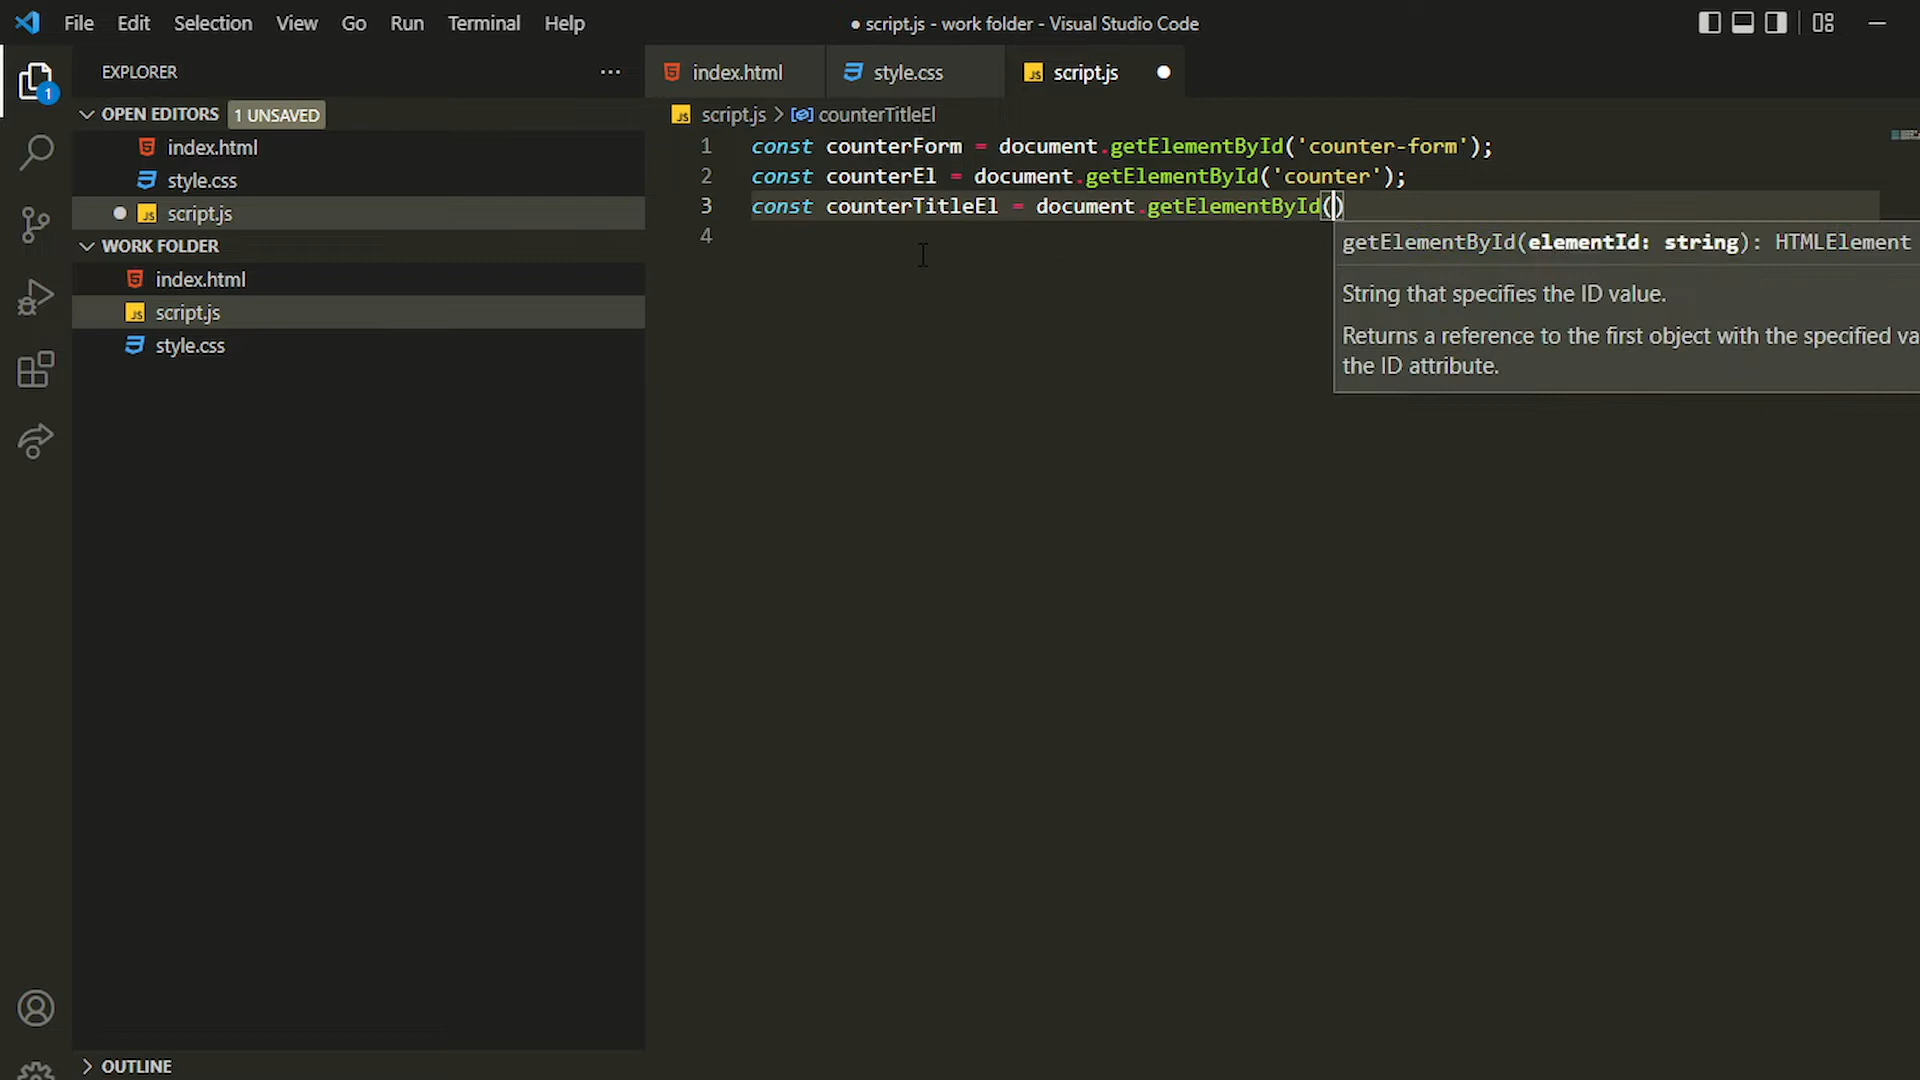 File Edit Selection View Go Run Terminal Help
● script.js - work folder - Visual Studio Code
EXPLORER
1
OPEN EDITORS 1 UNSAVED
index.html
style.css
script.js
WORK FOLDER
index.html
script.js
style.css
OUTLINE
index.html style.css script.js
script.js > counterTitleEl
1 const counterForm = document.getElementById('counter-form');
2 const counterEl = document.getElementById('counter');
3 const counterTitleEl = document.getElementById()
4
getElementById(elementId: string): HTMLElement
String that specifies the ID value.
Returns a reference to the first object with the specified va
the ID attribute.